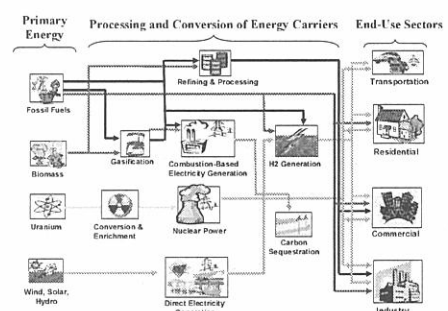 Primary
Energy
Processing and Conversion of Energy Carriers
End-Use Sectors
Refining & Processing
Transportation
Fossil Fuels
Gasification
Combustion-Based
Electricity Generation
H2 Generation
Residential
Biomass
Uranium
Conversion &
Enrichment
Nuclear Power
Carbon
Sequestration
Commercial
Wind, Solar,
Hydro
Direct Electricity
Generation
Industry